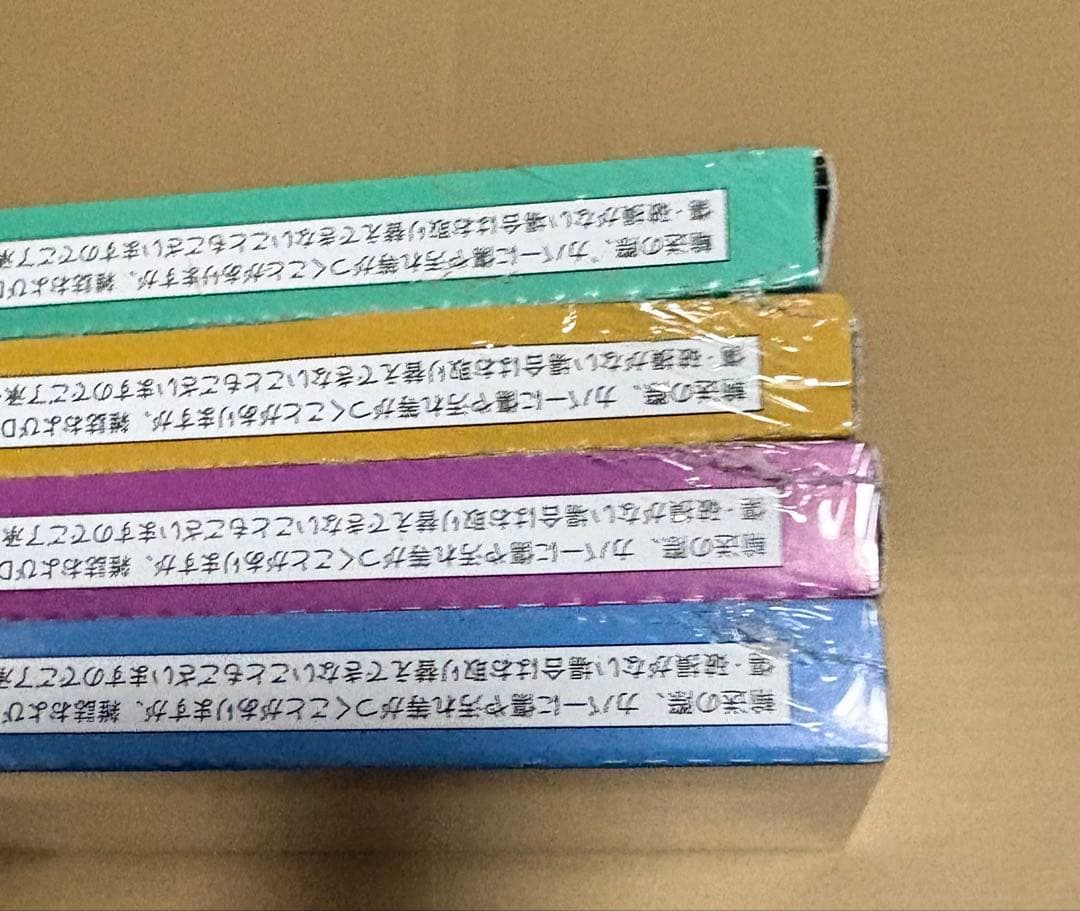 輸送の際、カバーに傷や汚れ等がつくことがありますが、雑誌および
傷・破損がない場合はお取り替えできないこともございますのでご了承
輸送の際、カバーに傷や汚れ等がつくことがありますが、雑誌およびD
傷・破損がない場合はお取り替えできないこともございますのでご了承
輸送の際、カバーに傷や汚れ等がつくことがありますが、雑誌およびD
傷・破損がない場合はお取り替えできないこともございますのでご了承
輸送の際、カバーに傷や汚れ等がつくことがありますが、雑誌およびD
傷・破損がない場合はお取り替えできないこともございますのでご了承